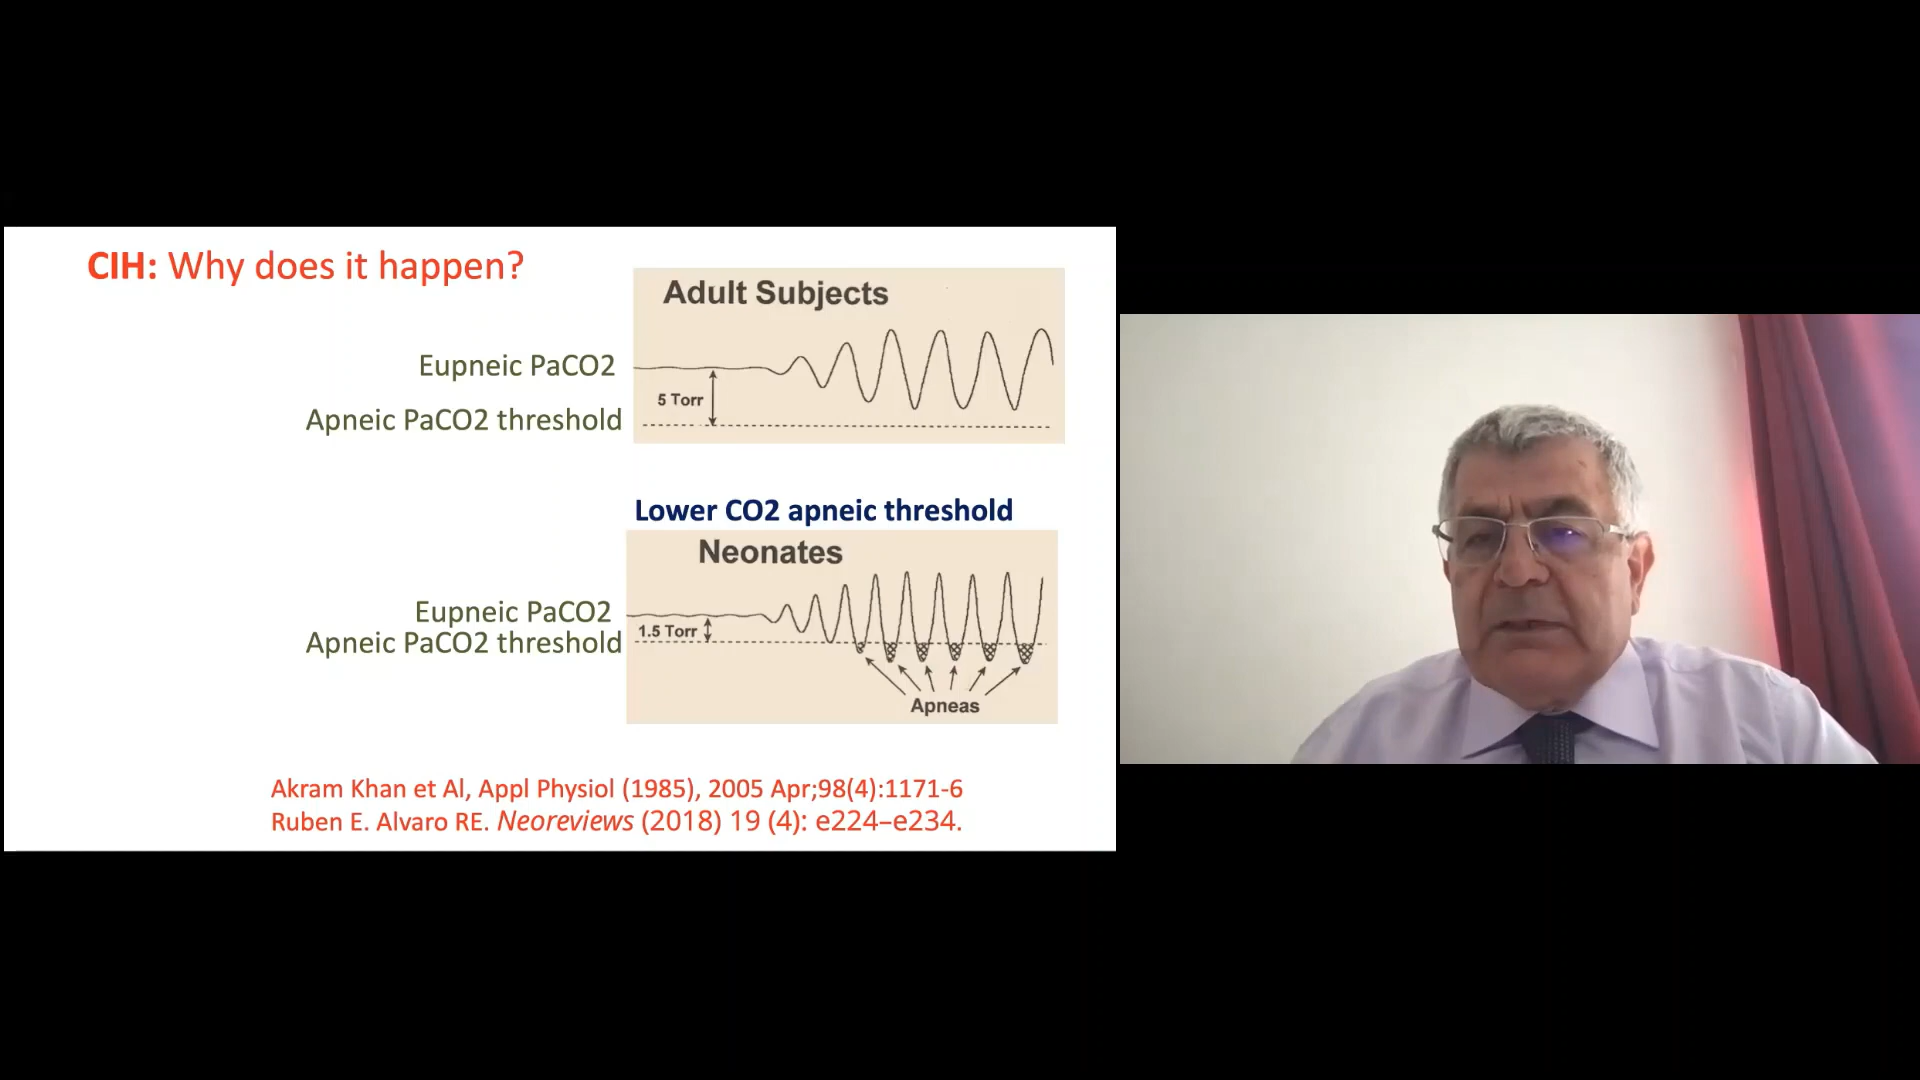 CIH: Why does it happen?
Adult Subjects
Eupneic PaCO2
5 Torr
Apneic PaCO2 threshold
Lower CO2 apneic threshold
Neonates
Eupneic PaCO2
1.5 Torr
Apneic PaCO2 threshold
Apneas
Akram Khan et Al, Appl Physiol (1985), 2005 Apr;98(4):1171-6
Ruben E. Alvaro RE. Neoreviews (2018) 19 (4): e224–e234.